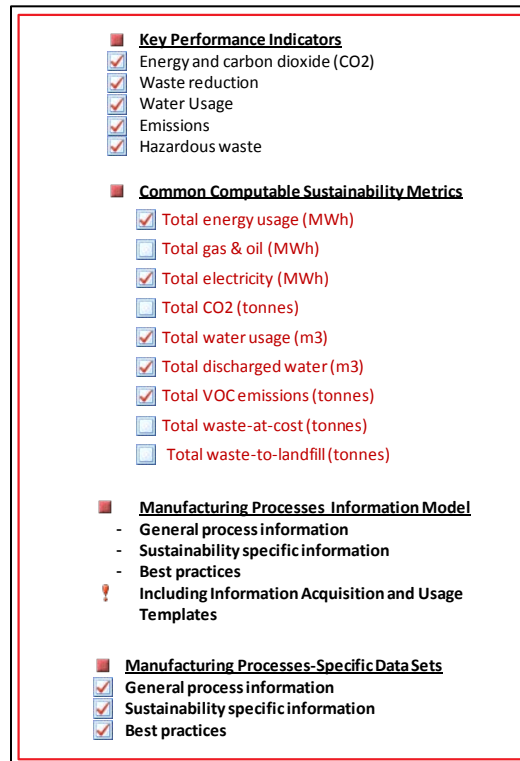 Key Performance Indicators
Energy and carbon dioxide (CO2)
Waste reduction
Water Usage
Emissions
Hazardous waste
Common Computable Sustainability Metrics
Total energy usage (MWh)
Total gas & oil (MWh)
Total electricity (MWh)
Total CO2 (tonnes)
Total water usage (m3)
Total discharged water (m3)
Total VOC emissions (tonnes)
Total waste-at-cost (tonnes)
Total waste-to-landfill (tonnes)
Manufacturing Processes Information Model
- General process information
- Sustainability specific information
- Best practices
Including Information Acquisition and Usage
Templates
Manufacturing Processes-Specific Data Sets
General process information
Sustainability specific information
Best practices